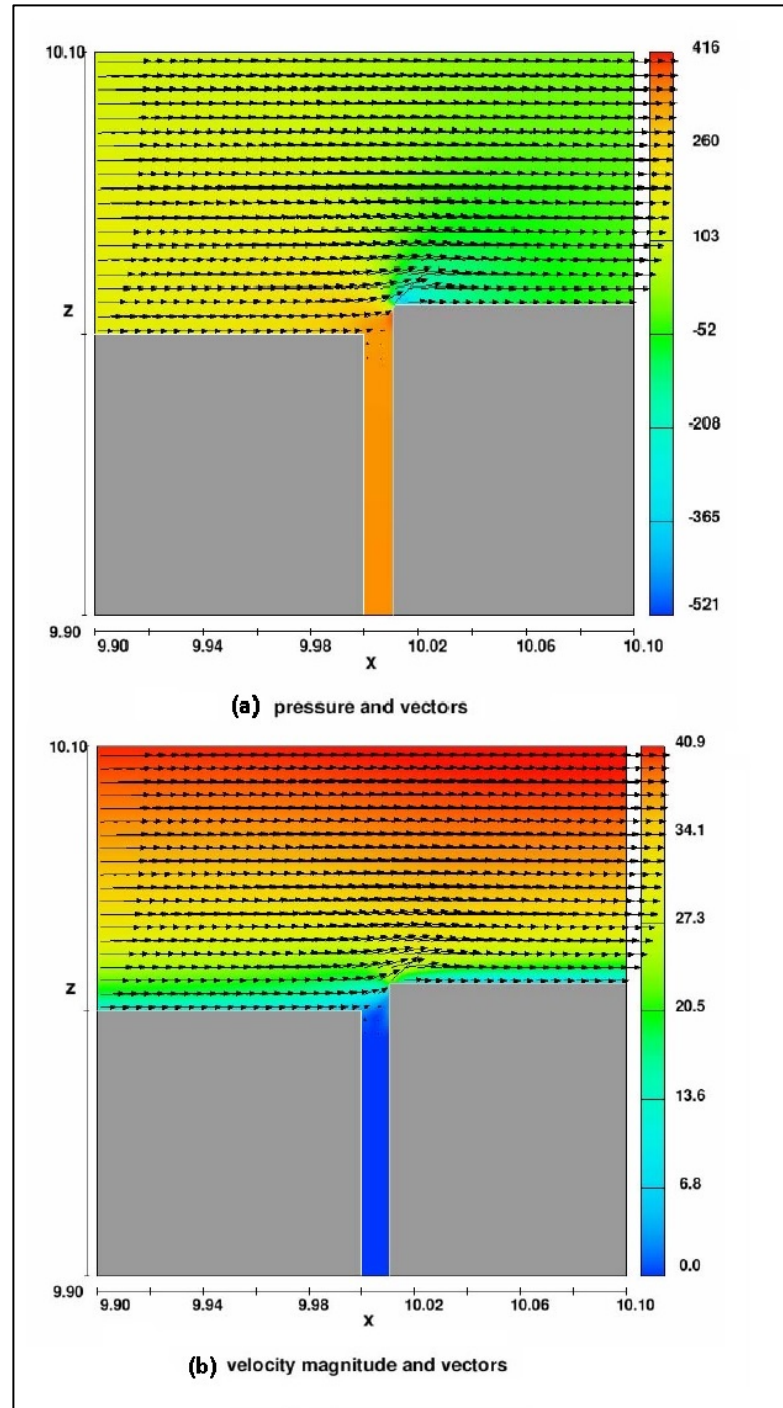 10.10
416
260
103
Z
-52
-208
-365
-521
9.90
9.90 9.94 9.98 10.02 10.06 10.10
X
(a) pressure and vectors
10.10
40.9
34.1
27.3
Z
20.5
13.6
6.8
0.0
9.90
9.90 9.94 9.98 10.02 10.06 10.10
X
(b) velocity magnitude and vectors